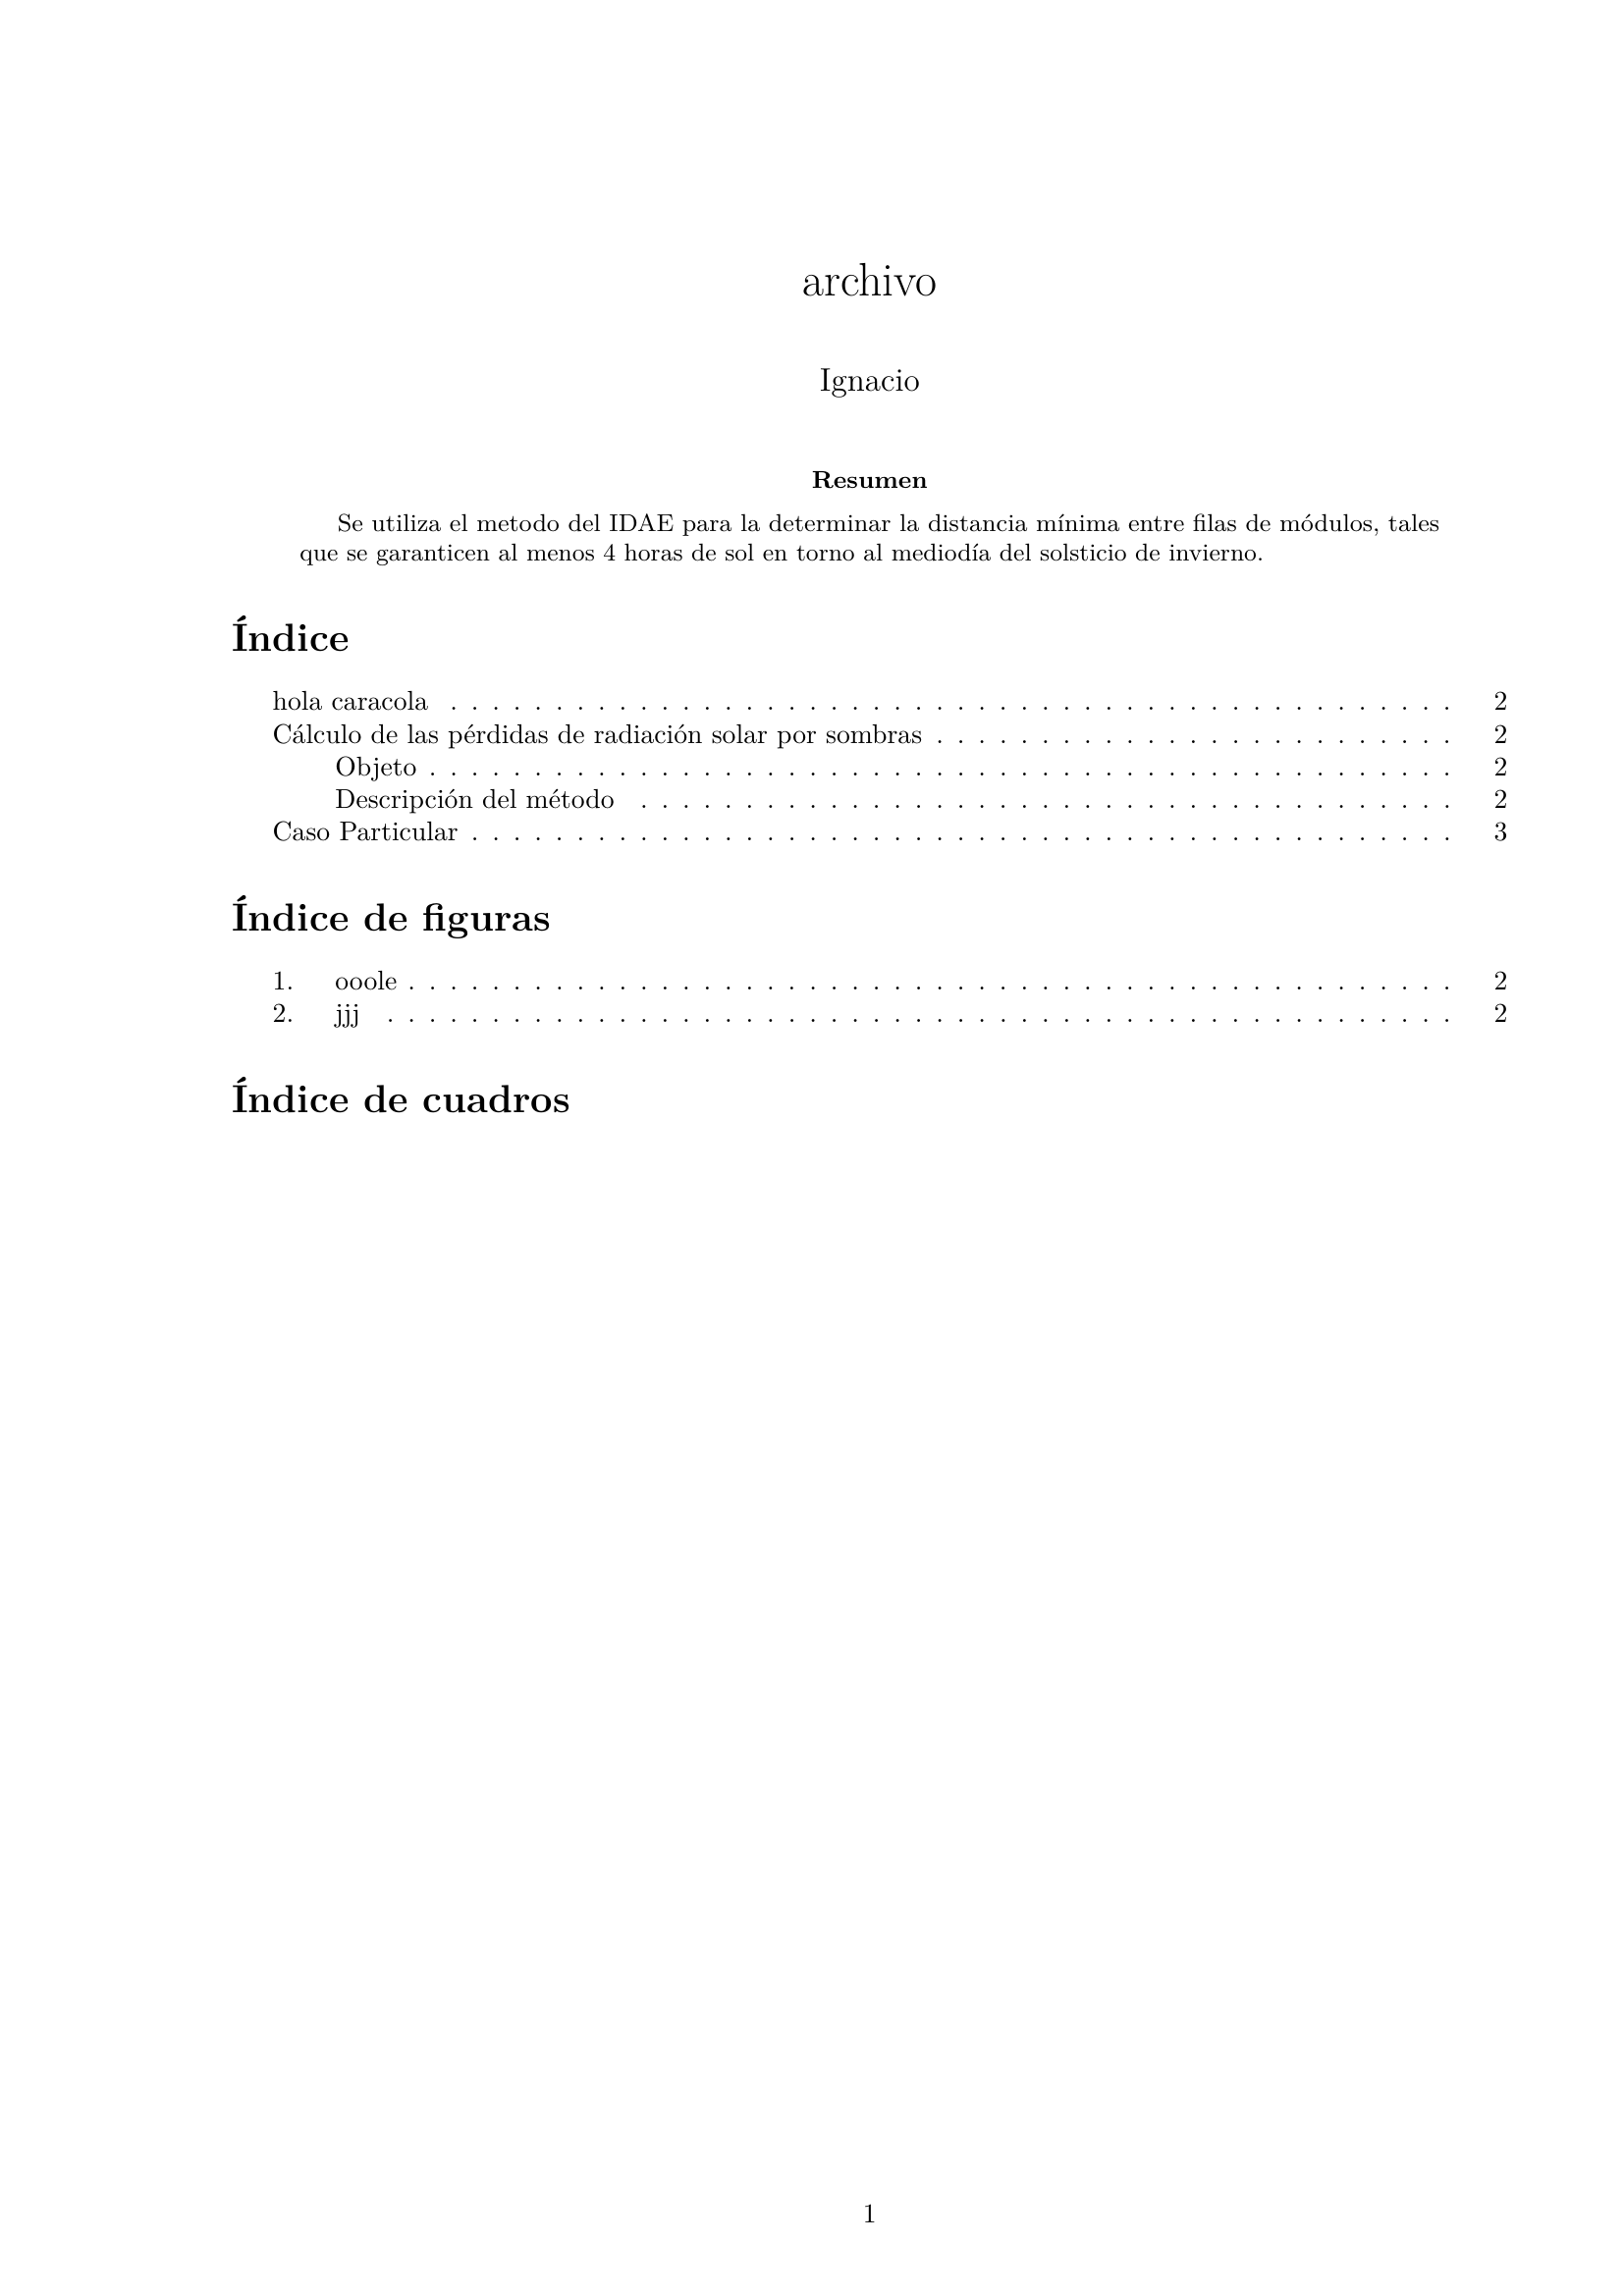 archivo
Ignacio
Resumen
Se utiliza el metodo del IDAE para la determinar la distancia mínima entre filas de módulos, tales
que se garanticen al menos 4 horas de sol en torno al mediodía del solsticio de invierno.
Índice
hola caracola . . . . . . . . . . . . . . . . . . . . . . . . . . . . . . . . . . . . . . . . . . . . . . . . 2
Cálculo de las pérdidas de radiación solar por sombras . . . . . . . . . . . . . . . . . . . . . . . . . 2
Objeto . . . . . . . . . . . . . . . . . . . . . . . . . . . . . . . . . . . . . . . . . . . . . . . . . 2
Descripción del método . . . . . . . . . . . . . . . . . . . . . . . . . . . . . . . . . . . . . . . 2
Caso Particular . . . . . . . . . . . . . . . . . . . . . . . . . . . . . . . . . . . . . . . . . . . . . . . 3
Índice de figuras
1. ooole . . . . . . . . . . . . . . . . . . . . . . . . . . . . . . . . . . . . . . . . . . . . . . . . . . 2
2. jjj . . . . . . . . . . . . . . . . . . . . . . . . . . . . . . . . . . . . . . . . . . . . . . . . . . . 2
Índice de cuadros
1